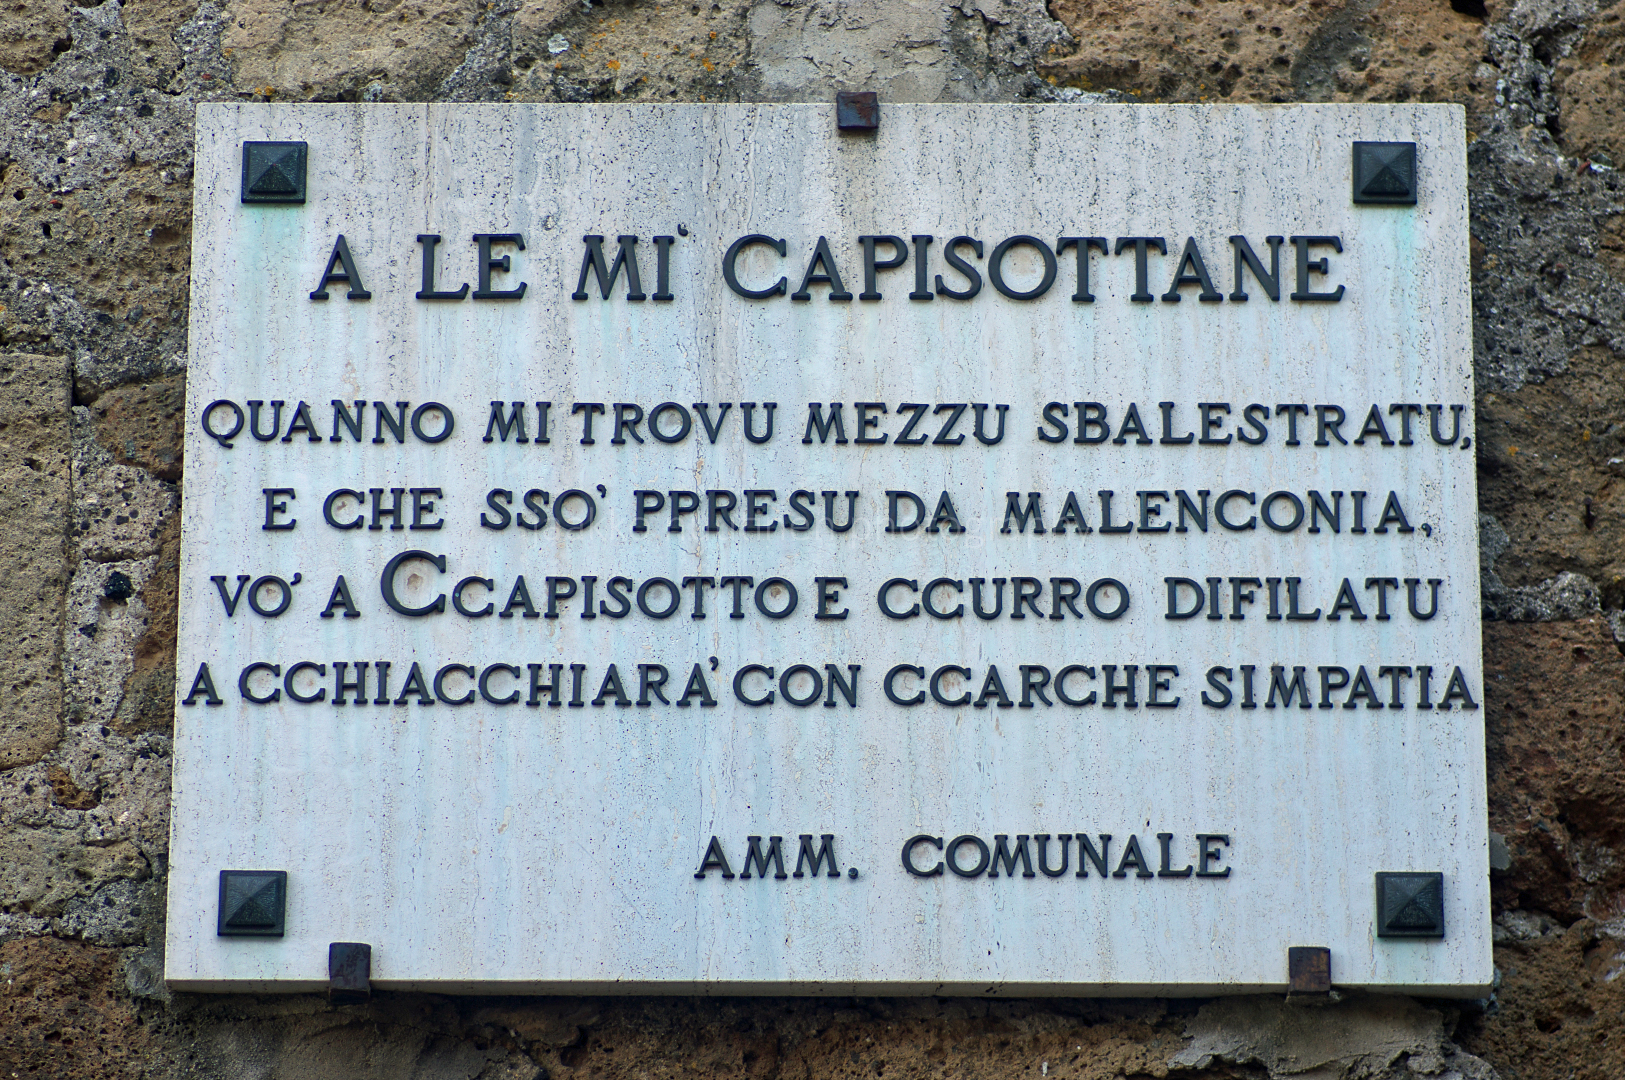 A LE MI' CAPISOTTANE
QUANNO MI TROVU MEZZU SBALESTRATU,
E CHE SSO' PPRESU DA MALENCONIA,
VO' A CCAPISOTTO E CCURRO DIFILATU
A CCHIACCHIARA' CON CCARCHE SIMPATIA
AMM. COMUNALE